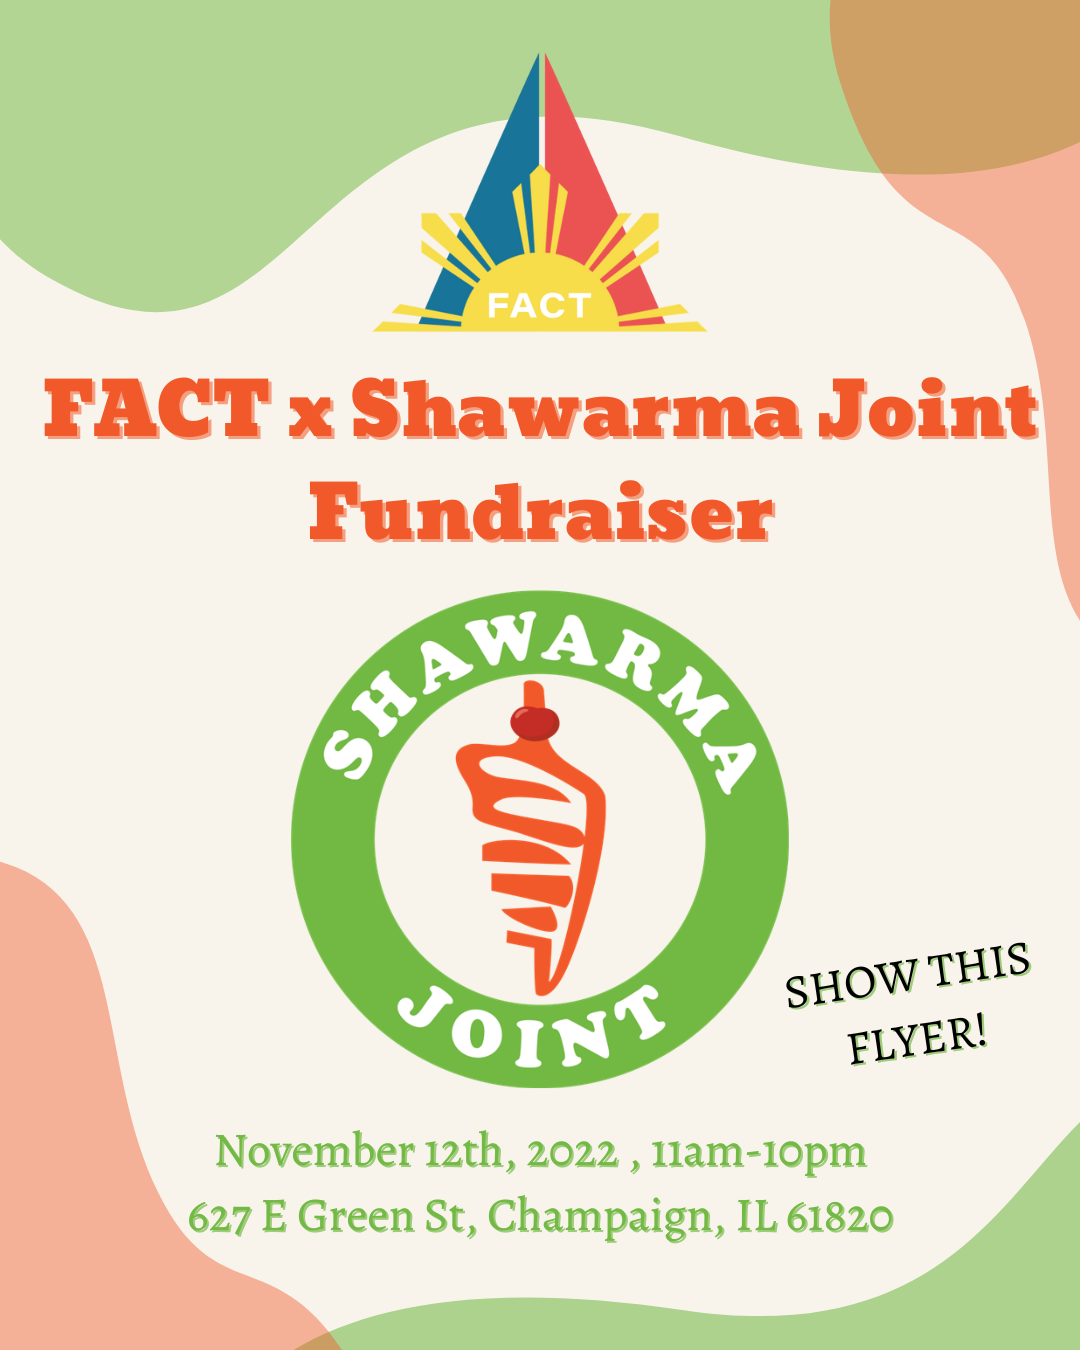 FACT
FACT x Shawarma Joint
Fundraiser
SHAWARMA
JOINT
SHOW THIS
FLYER!
November 12th, 2022 , 11am-10pm
627 E Green St, Champaign, IL 61820